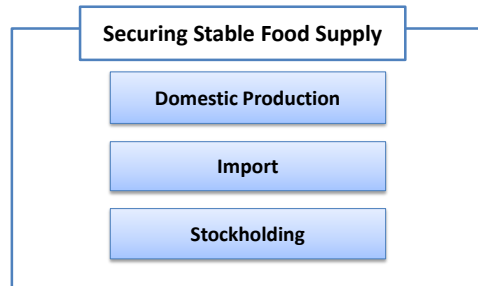 Securing Stable Food Supply
Domestic Production
Import
Stockholding